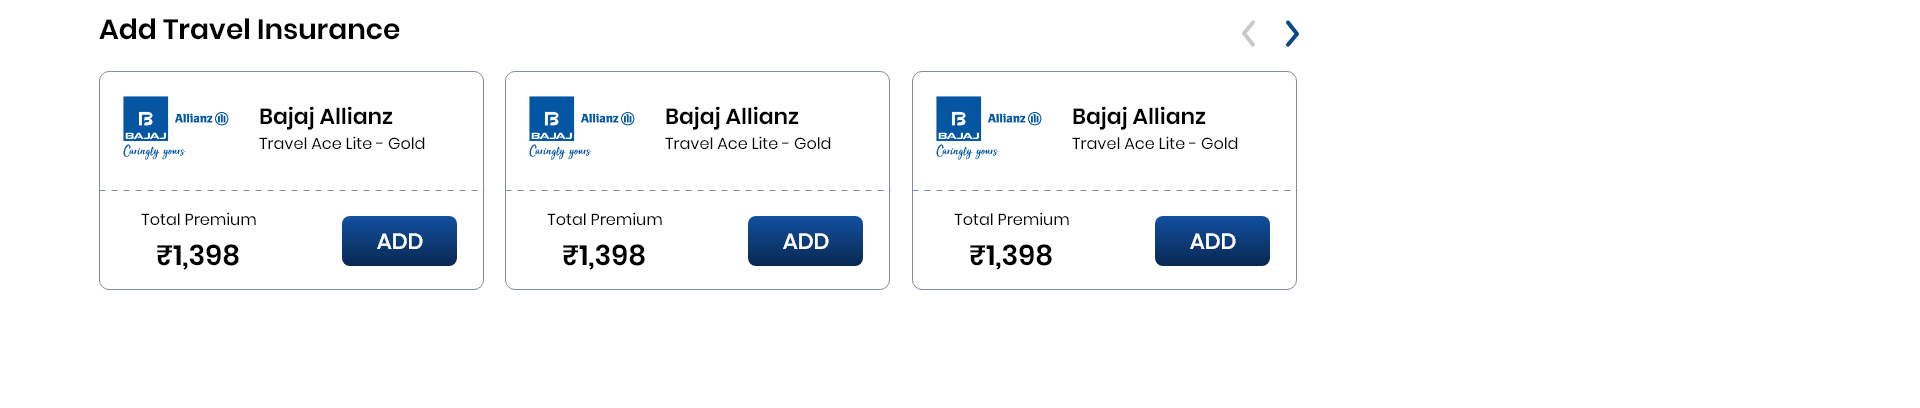 Add Travel Insurance
B
BAJAJ
Allianz
Caringly yours
Bajaj Allianz
Travel Ace Lite - Gold
Total Premium
₹1,398
ADD
B
BAJAJ
Allianz
Caringly yours
Bajaj Allianz
Travel Ace Lite - Gold
Total Premium
₹1,398
ADD
B
BAJAJ
Allianz
Caringly yours
Bajaj Allianz
Travel Ace Lite - Gold
Total Premium
₹1,398
ADD